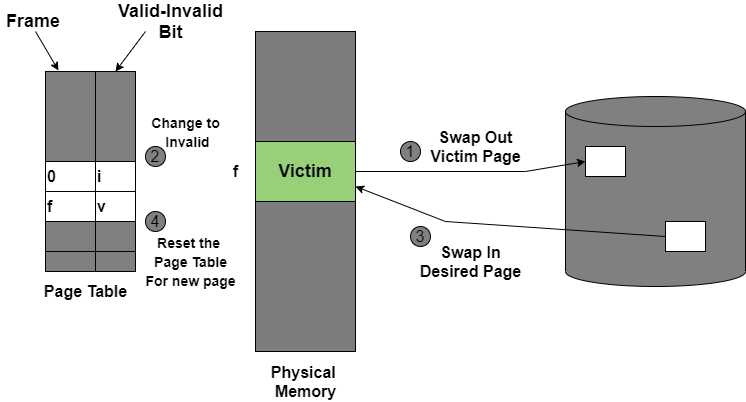 Frame
Valid-Invalid
Bit
Change to
Invalid
2
0 i
f v
4
Reset the
Page Table
For new page
Page Table
f
Victim
Physical
Memory
1
Swap Out
Victim Page
3
Swap In
Desired Page